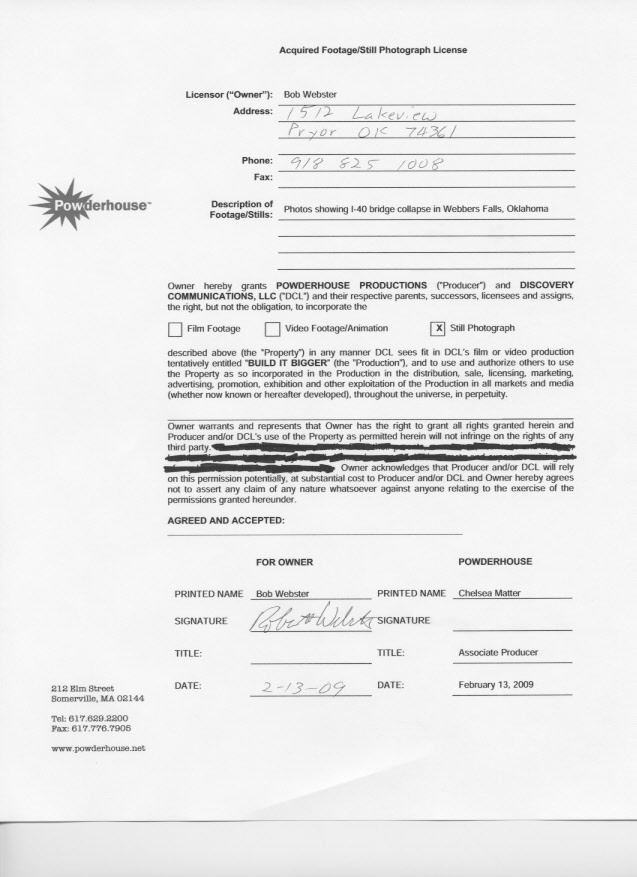 Acquired Footage/Still Photograph License
Licensor ("Owner"): Bob Webster
Address: 1512 Lakeview
Pryor OK 74361
Phone: 918 825 1008
Fax:
Powderhouse™
Description of Footage/Stills: Photos showing I-40 bridge collapse in Webbers Falls, Oklahoma
Owner hereby grants POWDERHOUSE PRODUCTIONS ("Producer") and DISCOVERY
COMMUNICATIONS, LLC ("DCL") and their respective parents, successors, licensees and assigns,
the right, but not the obligation, to incorporate the
Film Footage Video Footage/Animation X Still Photograph
described above (the "Property") in any manner DCL sees fit in DCL's film or video production
tentatively entitled "BUILD IT BIGGER" (the "Production"), and to use and authorize others to use
the Property as so incorporated in the Production in the distribution, sale, licensing, marketing,
advertising, promotion, exhibition and other exploitation of the Production in all markets and media
(whether now known or hereafter developed), throughout the universe, in perpetuity.
Owner warrants and represents that Owner has the right to grant all rights granted herein and
Producer and/or DCL's use of the Property as permitted herein will not infringe on the rights of any
third party.
Owner acknowledges that Producer and/or DCL will rely
on this permission potentially, at substantial cost to Producer and/or DCL and Owner hereby agrees
not to assert any claim of any nature whatsoever against anyone relating to the exercise of the
permissions granted hereunder.
AGREED AND ACCEPTED:
FOR OWNER POWDERHOUSE
PRINTED NAME Bob Webster PRINTED NAME Chelsea Matter
SIGNATURE Robert Webster SIGNATURE
TITLE: TITLE: Associate Producer
DATE: 2-13-09 DATE: February 13, 2009
212 Elm Street
Somerville, MA 02144
Tel: 617.629.2200
Fax: 617.776.7905
www.powderhouse.net